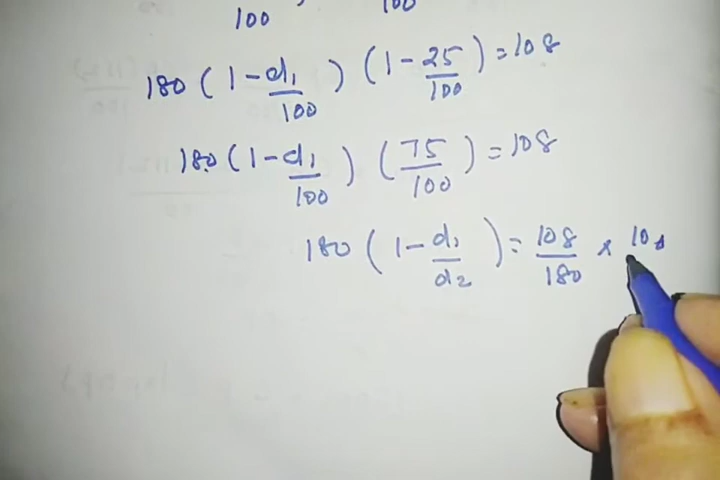 100 100
180 ( 1 - d₁/100 ) ( 1 - 25/100 ) = 108
180 ( 1 - d₁/100 ) ( 75/100 ) = 108
180 ( 1 - d₁/d₂ ) = 108/180 × 100